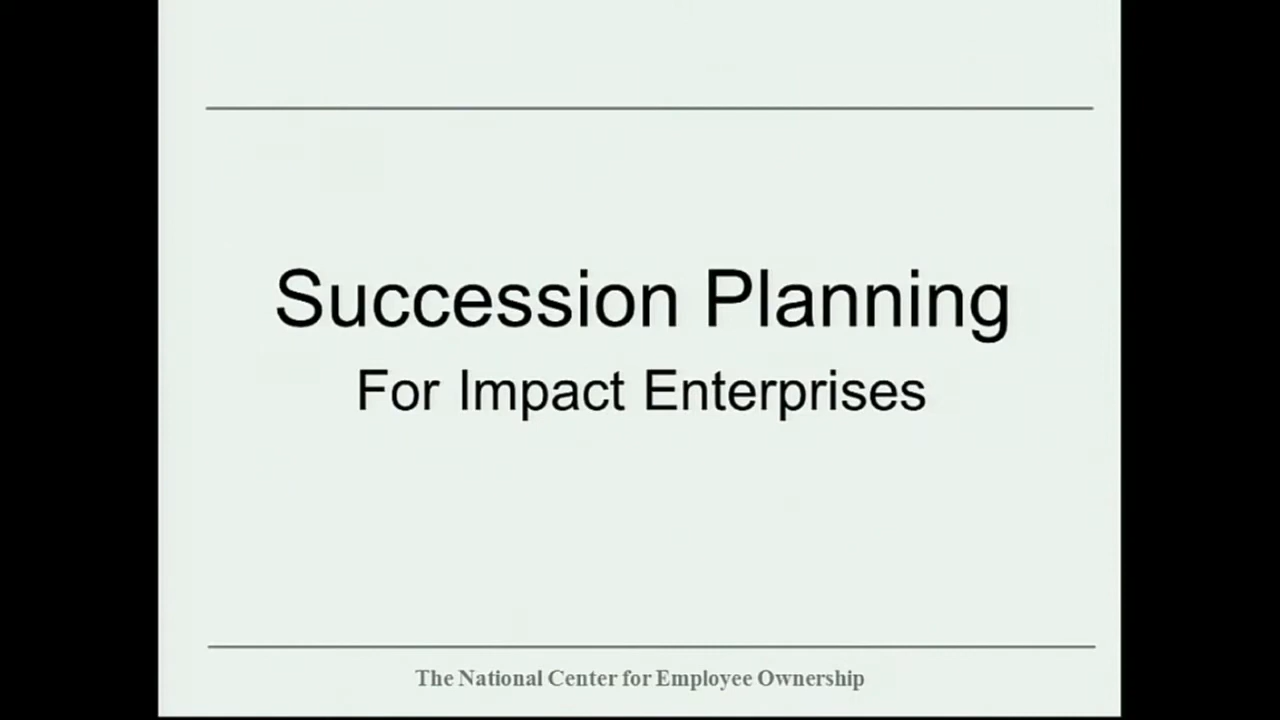 Succession Planning
For Impact Enterprises
The National Center for Employee Ownership